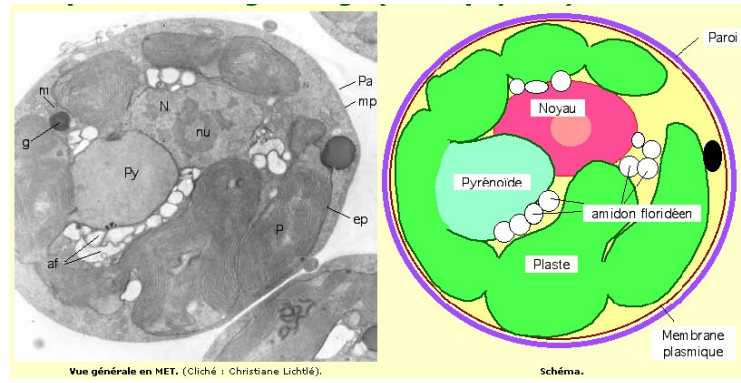 Pa
m
mp
N
g
nu
Py
P
ep
af
Vue générale en MET. (Cliché : Christiane Lichtlé).
Paroi
Noyau
Pyrénoïde
amidon floridéen
Plaste
Membrane
plasmique
Schéma.